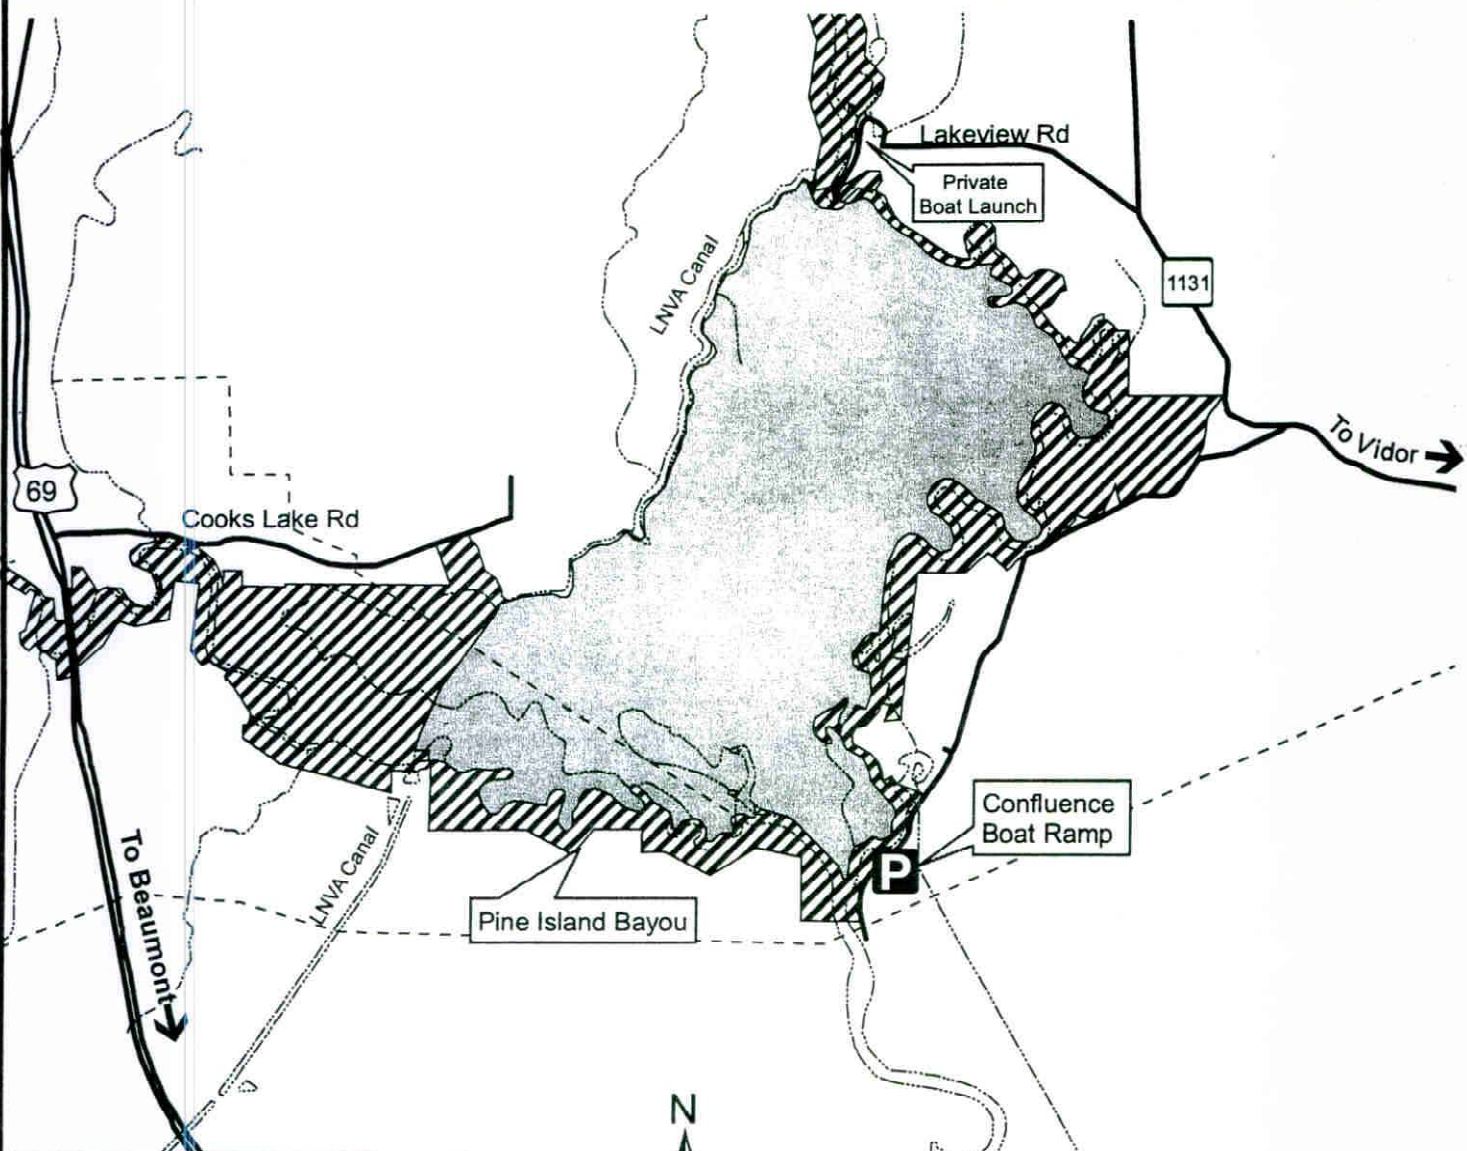 Lakeview Rd
Private
Boat Launch
LNVA Canal
1131
To Vidor
69
Cooks Lake Rd
Confluence
Boat Ramp
P
To Beaumont
LNVA Canal
Pine Island Bayou
N